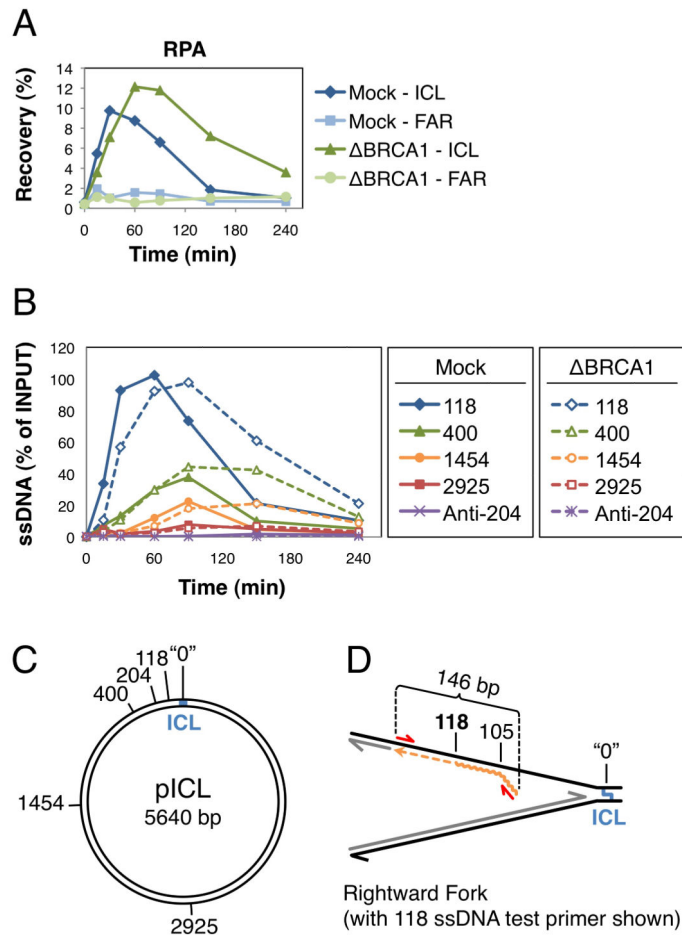 A
RPA
Recovery (%)
14
12
10
8
6
4
2
0
0 60 120 180 240
Time (min)
Mock - ICL
Mock - FAR
ΔBRCA1 - ICL
ΔBRCA1 - FAR
B
ssDNA (% of INPUT)
120
100
80
60
40
20
0
0 60 120 180 240
Time (min)
Mock
118
400
1454
2925
Anti-204
ΔBRCA1
118
400
1454
2925
Anti-204
C
118 "0"
204
400
ICL
pICL
5640 bp
1454
2925
D
146 bp
118
105
"0"
ICL
Rightward Fork
(with 118 ssDNA test primer shown)